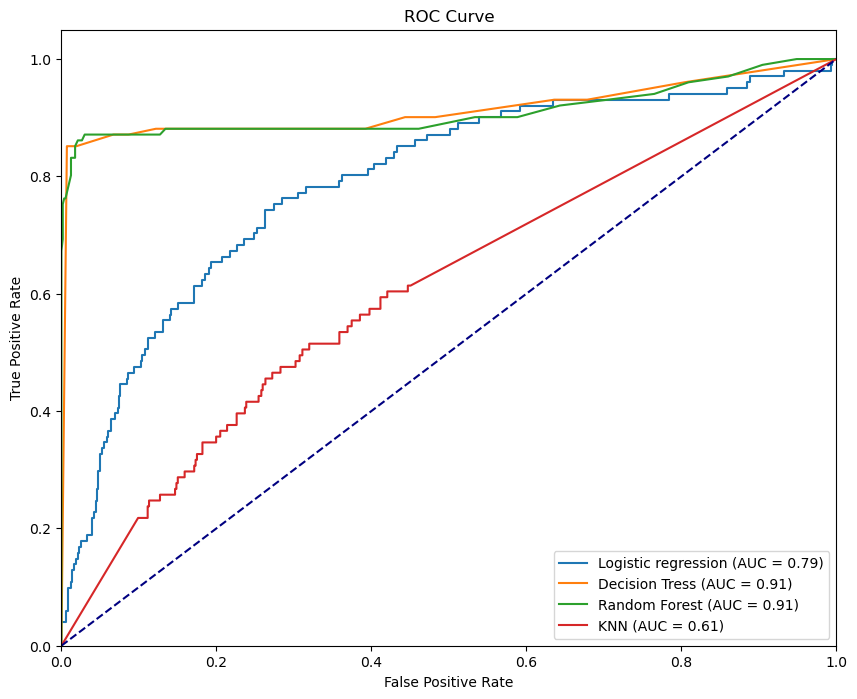 ROC Curve
1.0
0.8
0.6
0.4
0.2
0.0
True Positive Rate
0.0 0.2 0.4 0.6 0.8 1.0
False Positive Rate
Logistic regression (AUC = 0.79)
Decision Tress (AUC = 0.91)
Random Forest (AUC = 0.91)
KNN (AUC = 0.61)